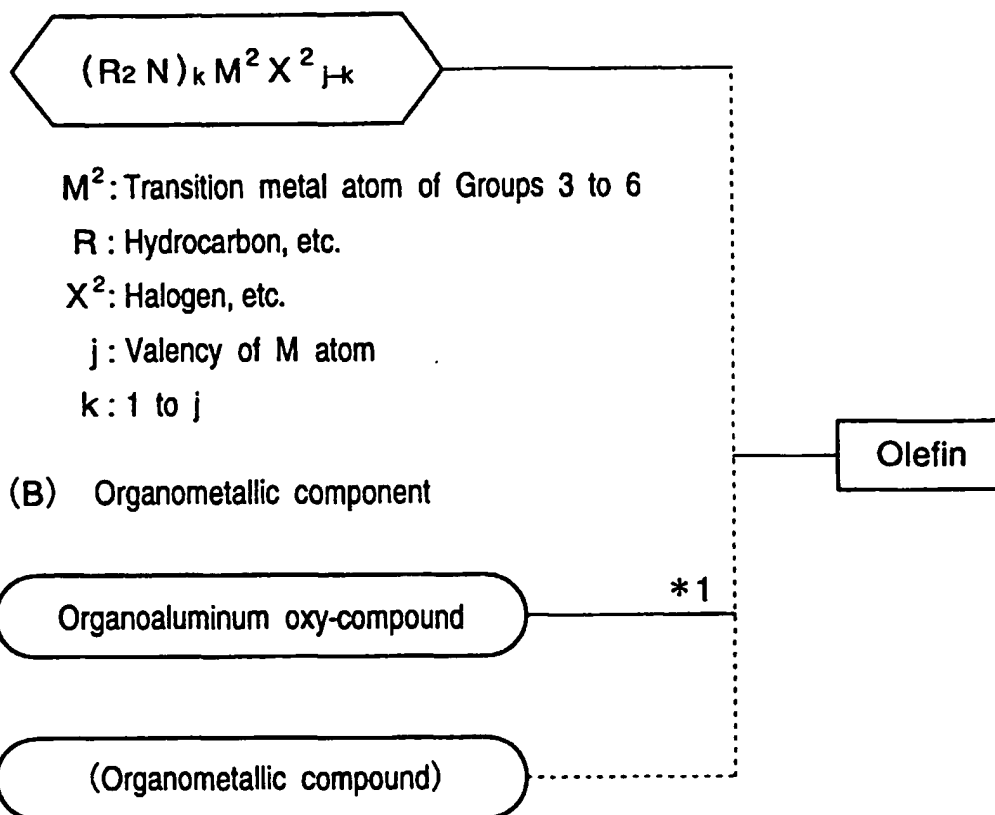 (R2 N)k M² X² j-k
M²: Transition metal atom of Groups 3 to 6
R : Hydrocarbon, etc.
X²: Halogen, etc.
j : Valency of M atom
k : 1 to j
Olefin
(B) Organometallic component
*1
Organoaluminum oxy-compound
(Organometallic compound)